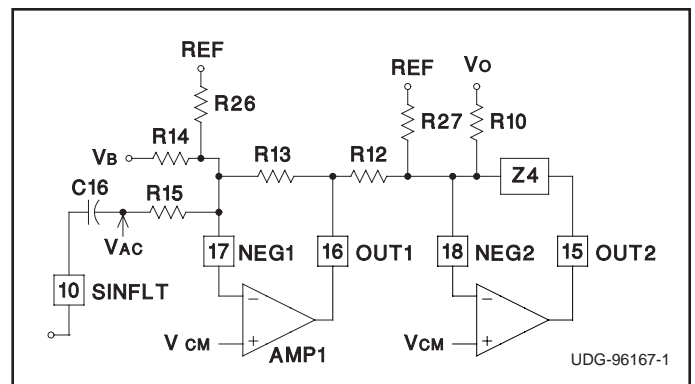 REF
R26
REF
VO
R27
R10
R14
VB
R13
R12
Z4
C16
R15
VAC
17 NEG1
16 OUT1
18 NEG2
15 OUT2
10 SINFLT
−
−
VCM +
AMP1
VCM +
UDG-96167-1